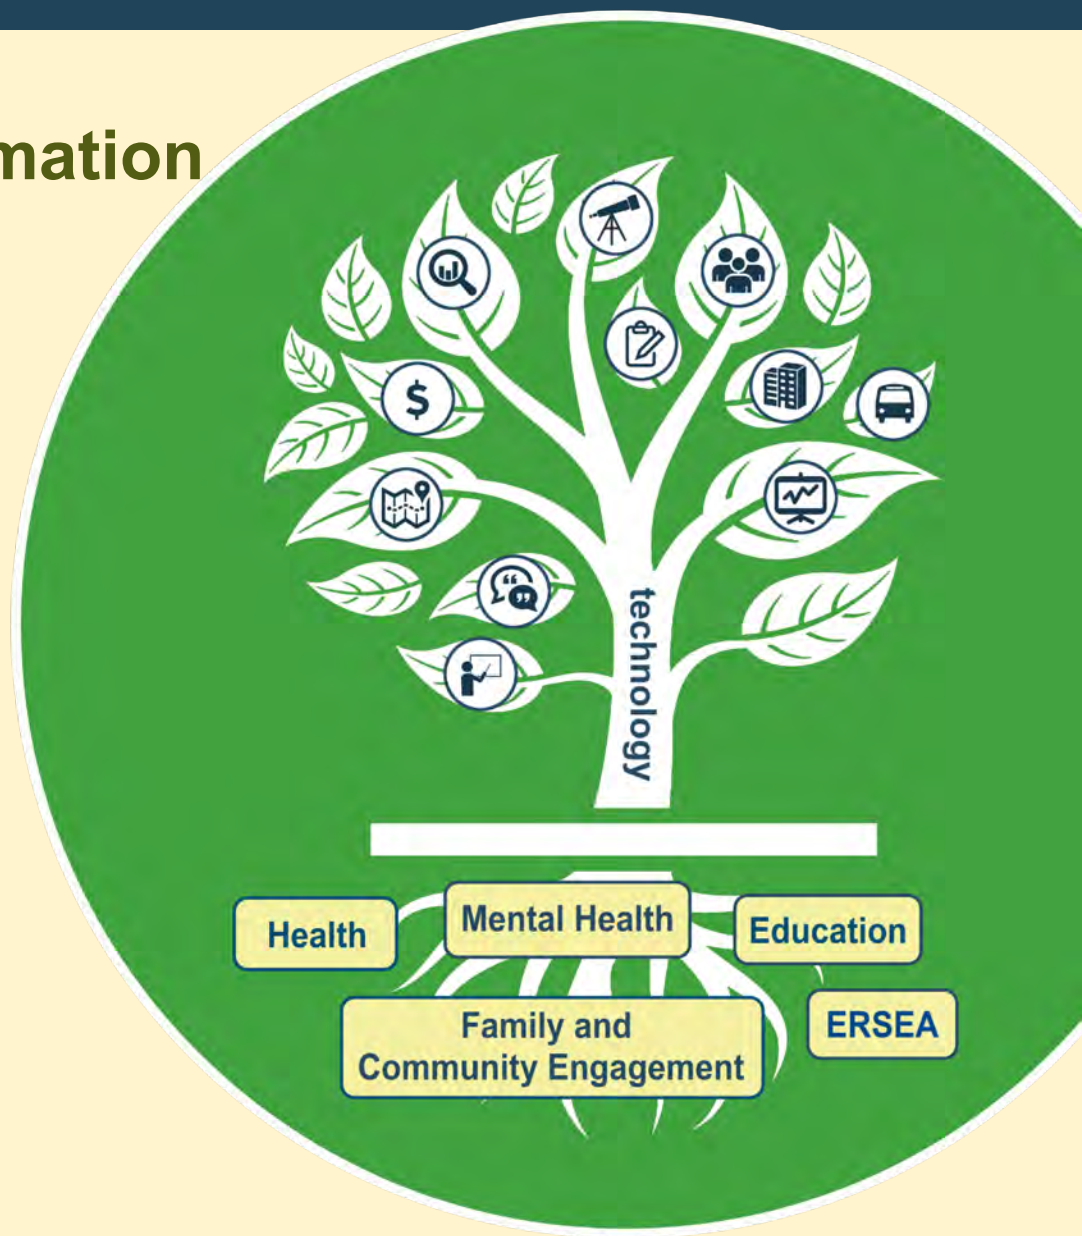 mation
$
technology
Health
Mental Health
Education
Family and
Community Engagement
ERSEA